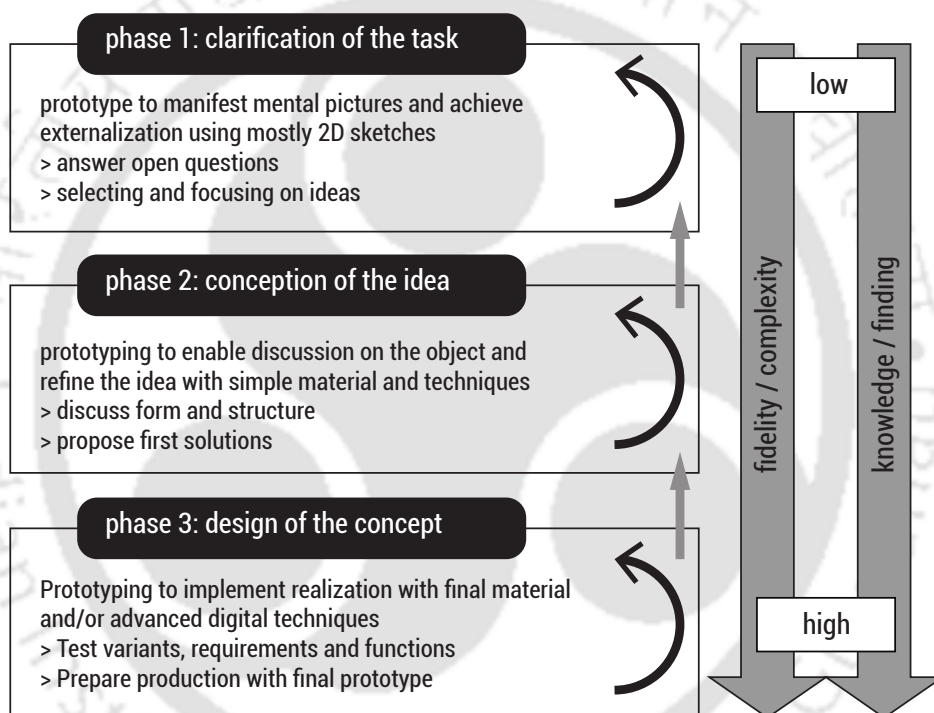 phase 1: clarification of the task
prototype to manifest mental pictures and achieve
externalization using mostly 2D sketches
> answer open questions
> selecting and focusing on ideas
phase 2: conception of the idea
prototyping to enable discussion on the object and
refine the idea with simple material and techniques
> discuss form and structure
> propose first solutions
phase 3: design of the concept
Prototyping to implement realization with final material
and/or advanced digital techniques
> Test variants, requirements and functions
> Prepare production with final prototype
low
fidelity / complexity
knowledge / finding
high